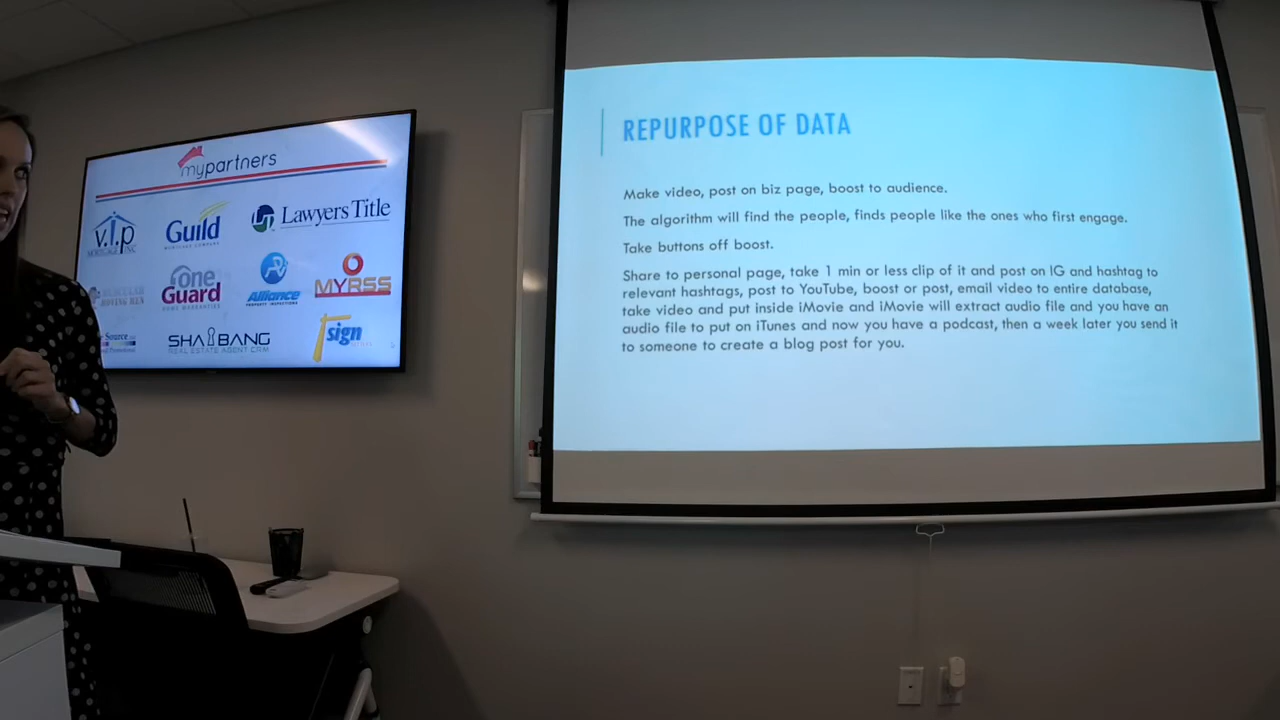 mypartners
v.i.p
MORTGAGE INC
Guild
MORTGAGE COMPANY
Lawyers Title
MUSCULAR
MOVING MEN
one
Guard
HOME WARRANTIES
Alliance
PROPERTY INSPECTIONS
MYRSS
Source
SHABANG
REAL ESTATE AGENT CRM
sign
REPURPOSE OF DATA
Make video, post on biz page, boost to audience.
The algorithm will find the people, finds people like the ones who first engage.
Take buttons off boost.
Share to personal page, take 1 min or less clip of it and post on IG and hashtag to
relevant hashtags, post to YouTube, boost or post, email video to entire database,
take video and put inside iMovie and iMovie will extract audio file and you have an
audio file to put on iTunes and now you have a podcast, then a week later you send it
to someone to create a blog post for you.